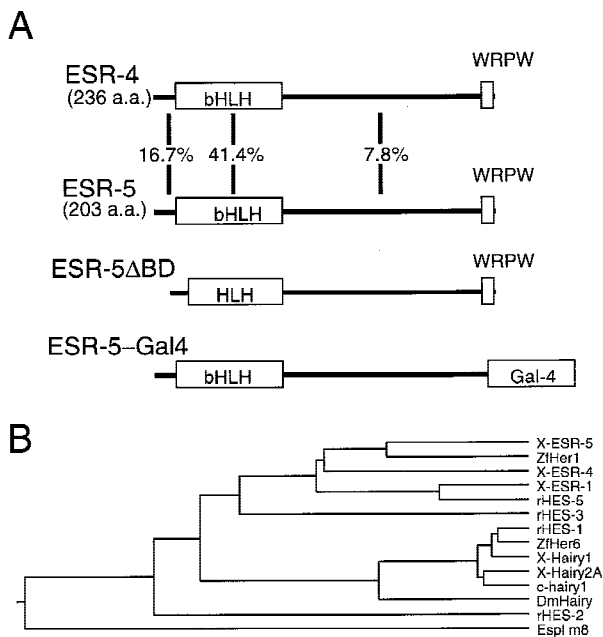 A
WRPW
ESR-4
(236 a.a.)
bHLH
16.7% 41.4% 7.8%
WRPW
ESR-5
(203 a.a.)
bHLH
WRPW
ESR-5ΔBD
HLH
ESR-5–Gal4
bHLH
Gal-4
B
X-ESR-5
ZfHer1
X-ESR-4
X-ESR-1
rHES-5
rHES-3
rHES-1
ZfHer6
X-Hairy1
X-Hairy2A
c-hairy1
DmHairy
rHES-2
Espl m8